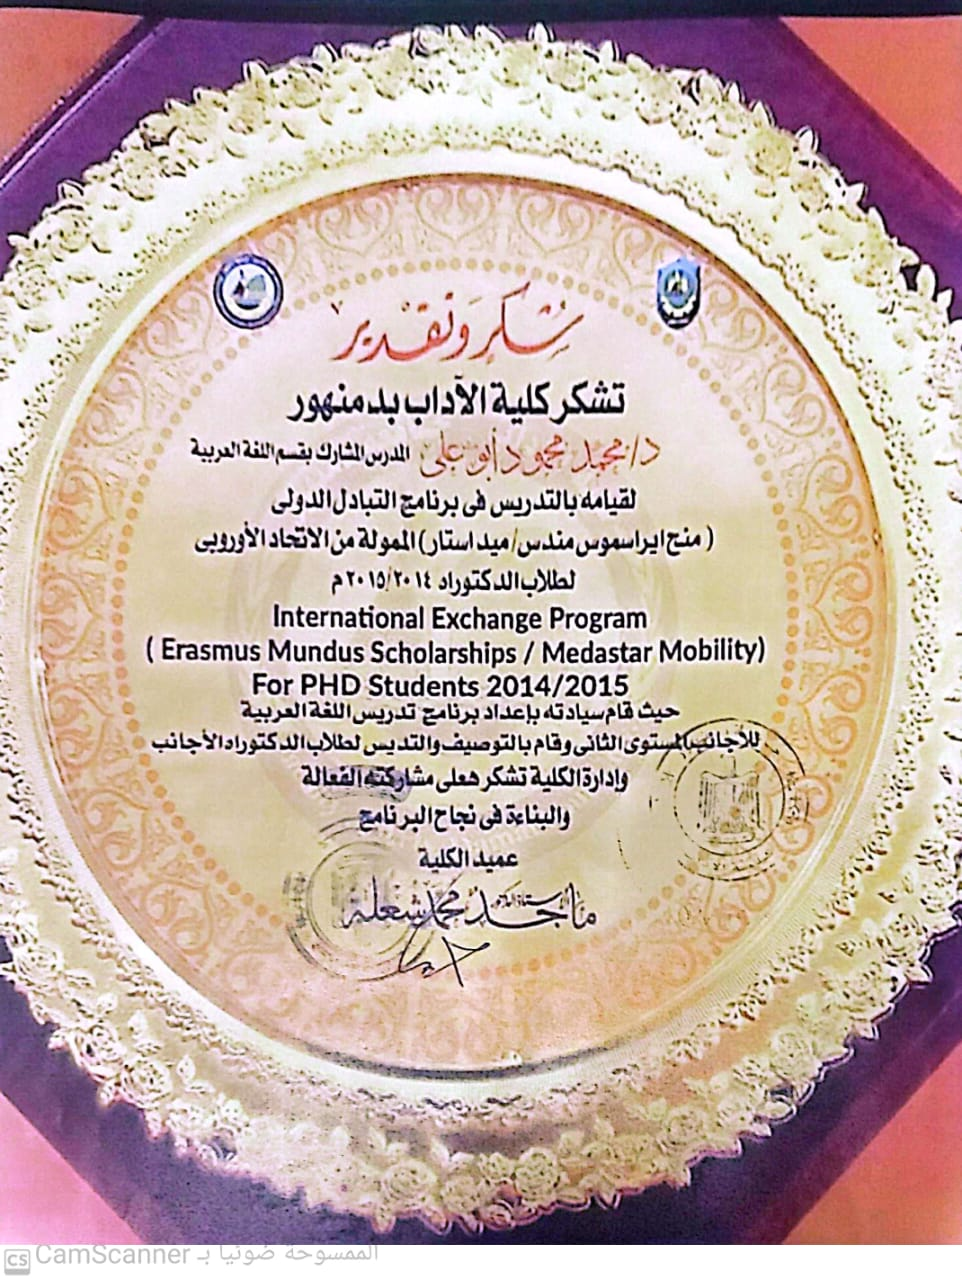 شكر وتقدير
تشكر كلية الآداب بدمنهور
د/محمد محمود أبو على المدرس المشارك بقسم اللغة العربية
لقيامه بالتدريس فى برنامج التبادل الدولى
( منح ايراسموس مندس/ ميد استار) الممولة من الاتحاد الأوروبى
لطلاب الدكتوراد ٢٠١٥/٢٠١٤ م
International Exchange Program
( Erasmus Mundus Scholarships / Medastar Mobility)
For PHD Students 2014/2015
حيث قام سيادته بإعداد برنامج تدريس اللغة العربية
للأجانب المستوى الثانى وقام بالتوصيف والتديس لطلاب الدكتوراد الأجانب
وإدارة الكلية تشكر هعلى مشاركته الفعالة
والبناءة فى نجاح البرنامج
عميد الكلية
ماجد محمد شعلة
الممسوحة ضوئيا بـ CamScanner
CS